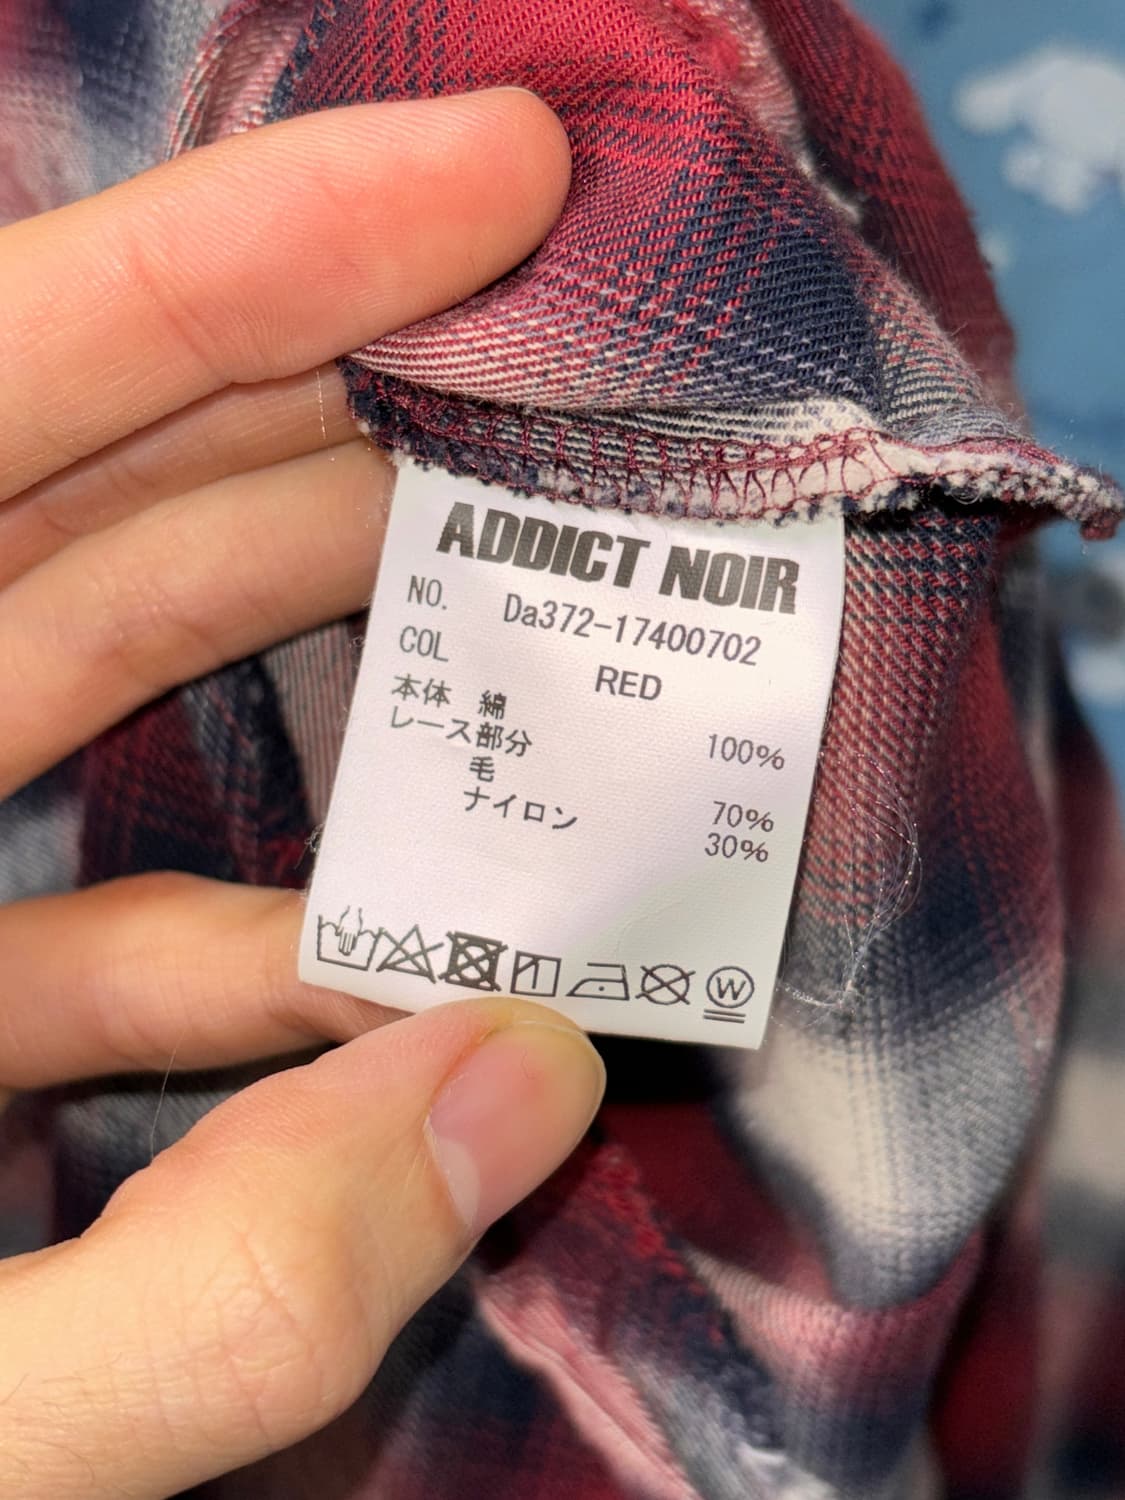 ADDICT NOIR
NO. Da372-17400702
COL RED
本体 綿 100%
レース部分
毛 70%
ナイロン 30%
W